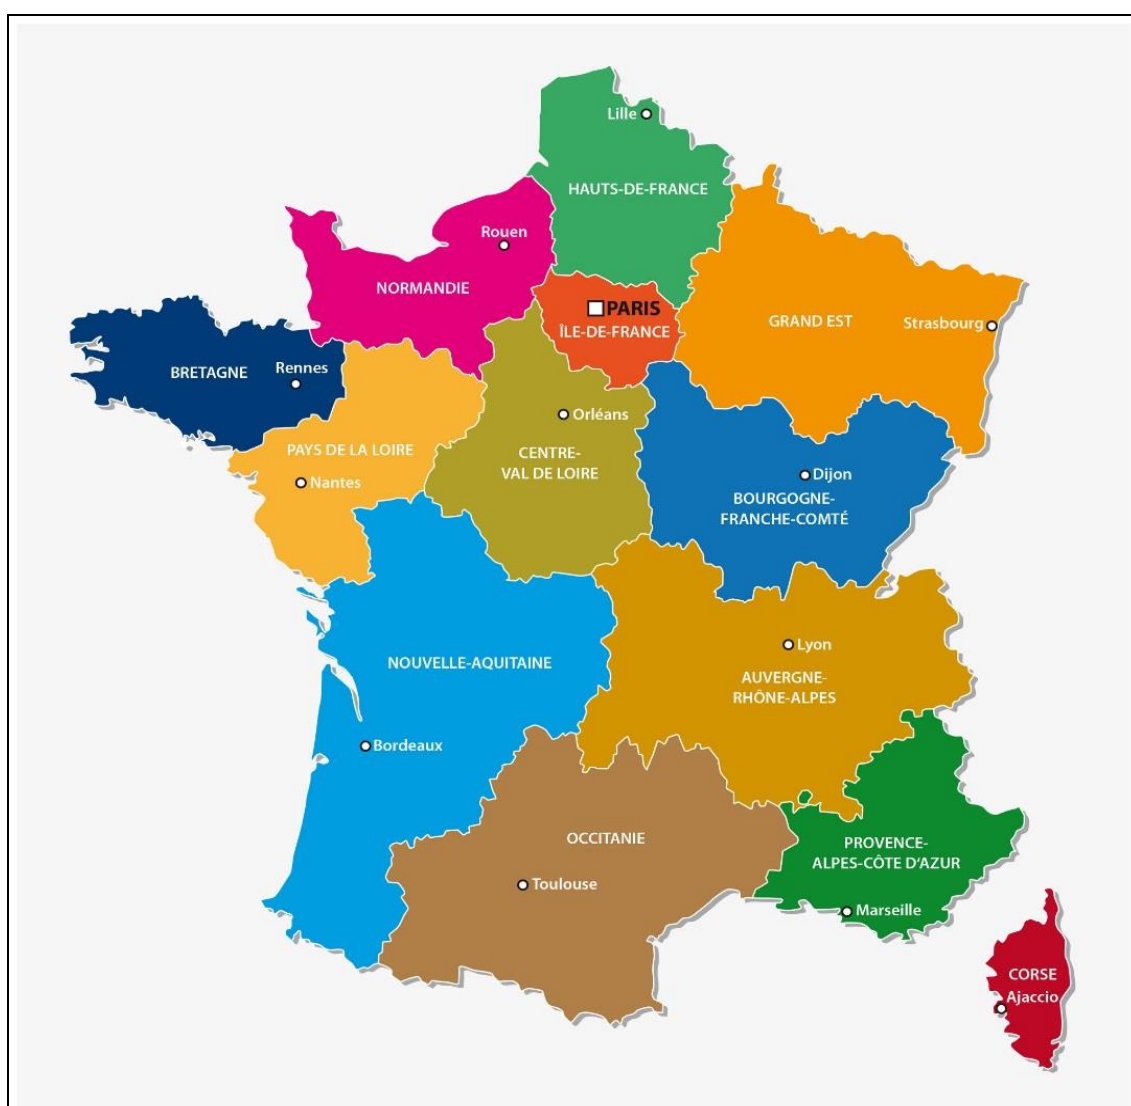 Lille
HAUTS-DE-FRANCE
Rouen
NORMANDIE
PARIS
ÎLE-DE-FRANCE
GRAND EST
Strasbourg
BRETAGNE
Rennes
Orléans
PAYS DE LA LOIRE
Nantes
CENTRE-
VAL DE LOIRE
Dijon
BOURGOGNE-
FRANCHE-COMTÉ
NOUVELLE-AQUITAINE
Bordeaux
Lyon
AUVERGNE-
RHÔNE-ALPES
OCCITANIE
Toulouse
PROVENCE-
ALPES-CÔTE D'AZUR
Marseille
CORSE
Ajaccio